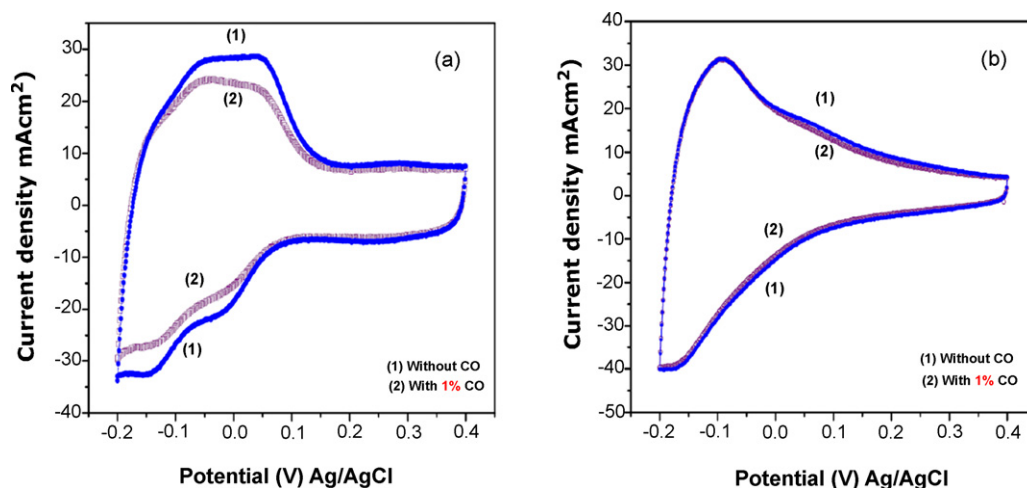 (a)
(1)
(2)
(2)
(1)
(1) Without CO
(2) With 1% CO
30
20
10
0
-10
-20
-30
-40
-0.2 -0.1 0.0 0.1 0.2 0.3 0.4
Current density mAcm²)
Potential (V) Ag/AgCl
(b)
(1)
(2)
(2)
(1)
(1) Without CO
(2) With 1% CO
40
30
20
10
0
-10
-20
-30
-40
-50
-0.2 -0.1 0.0 0.1 0.2 0.3 0.4
Current density mAcm²)
Potential (V) Ag/AgCl